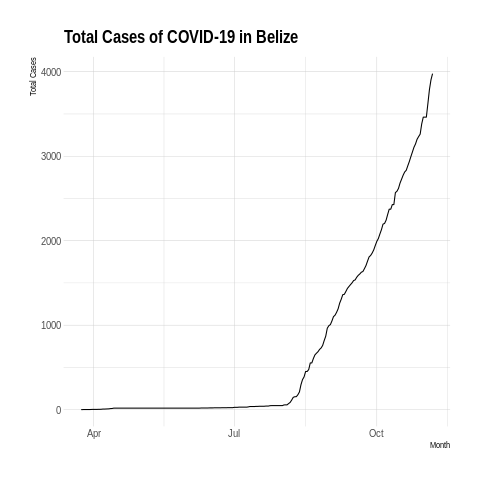 Total Cases of COVID-19 in Belize
Total Cases
4000
3000
2000
1000
0
Apr
Jul
Oct
Month